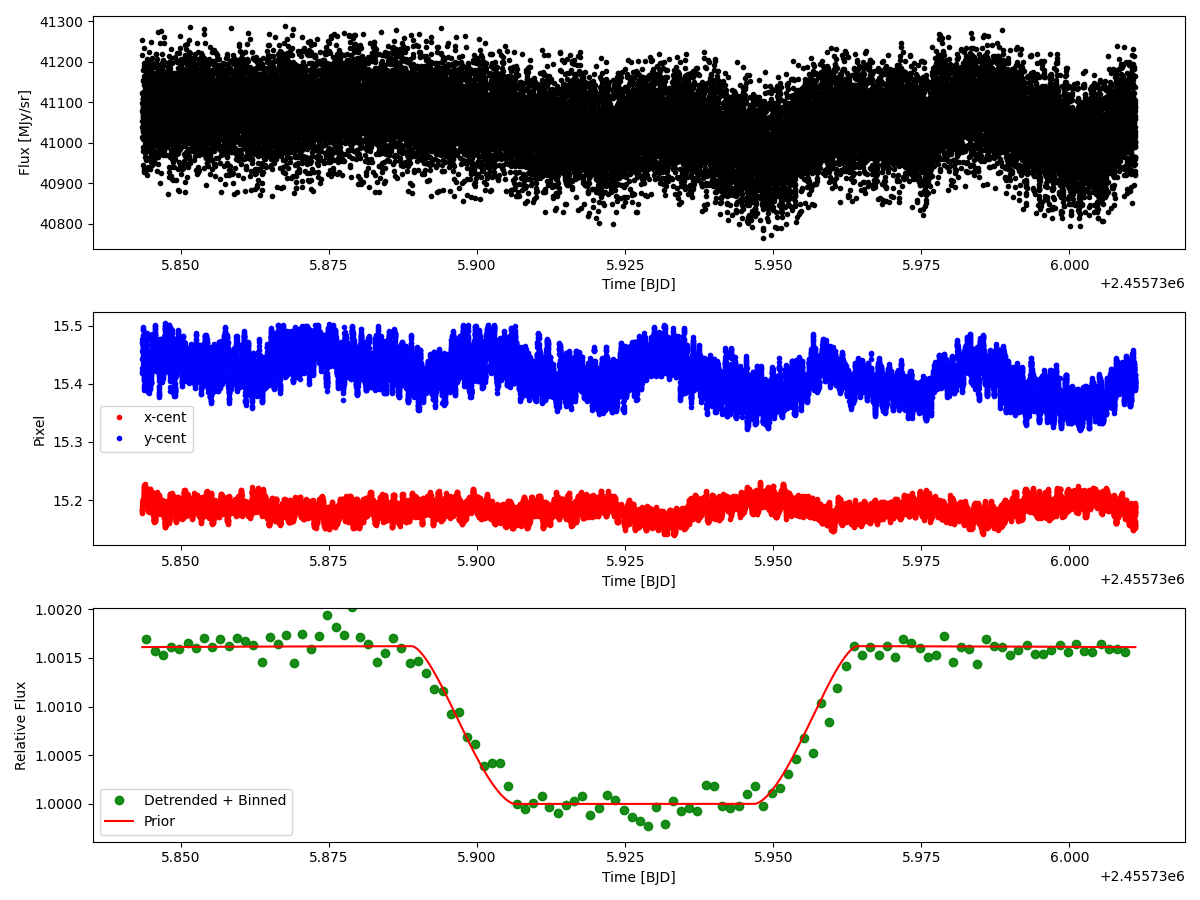 41300
41200
41100
41000
40900
40800
Flux [MJy/sr]
5.850 5.875 5.900 5.925 5.950 5.975 6.000
Time [BJD]
+2.45573e6
15.5
15.4
15.3
15.2
Pixel
x-cent
y-cent
5.850 5.875 5.900 5.925 5.950 5.975 6.000
Time [BJD]
+2.45573e6
1.0020
1.0015
1.0010
1.0005
1.0000
Relative Flux
Detrended + Binned
Prior
5.850 5.875 5.900 5.925 5.950 5.975 6.000
Time [BJD]
+2.45573e6